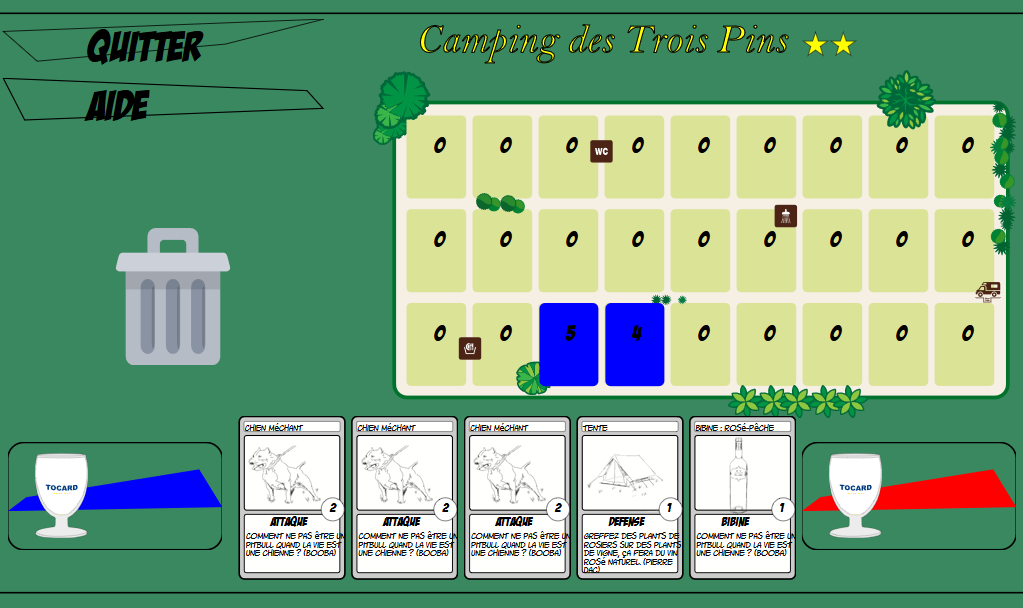 QUITTER
AIDE
Camping des Trois Pins
0 0 0 WC 0 0 0 0 0 0
0 0 0 0 0 0 0 0 0
0 0 5 4 0 0 0 0 0
TOCARD
CHIEN MéCHANT
2
ATTAQUE
COMMENT NE PAS êTRE UN
PITBULL QUAND LA VIE EST
UNE CHIENNE ? (BOOBA)
CHIEN MéCHANT
2
ATTAQUE
COMMENT NE PAS êTRE UN
PITBULL QUAND LA VIE EST
UNE CHIENNE ? (BOOBA)
CHIEN MéCHANT
2
ATTAQUE
COMMENT NE PAS êTRE UN
PITBULL QUAND LA VIE EST
UNE CHIENNE ? (BOOBA)
TENTE
1
DEFENSE
GREFFEZ DES PLANTS DE
ROSIERS SUR DES PLANTS
DE VIGNE, ÇA FERA DU VIN
ROSé NATUREL. (PIERRE
DAC)
BIBINE : ROSé-PêCHE
1
BIBINE
COMMENT NE PAS êTRE UN
PITBULL QUAND LA VIE EST
UNE CHIENNE ? (BOOBA)
TOCARD